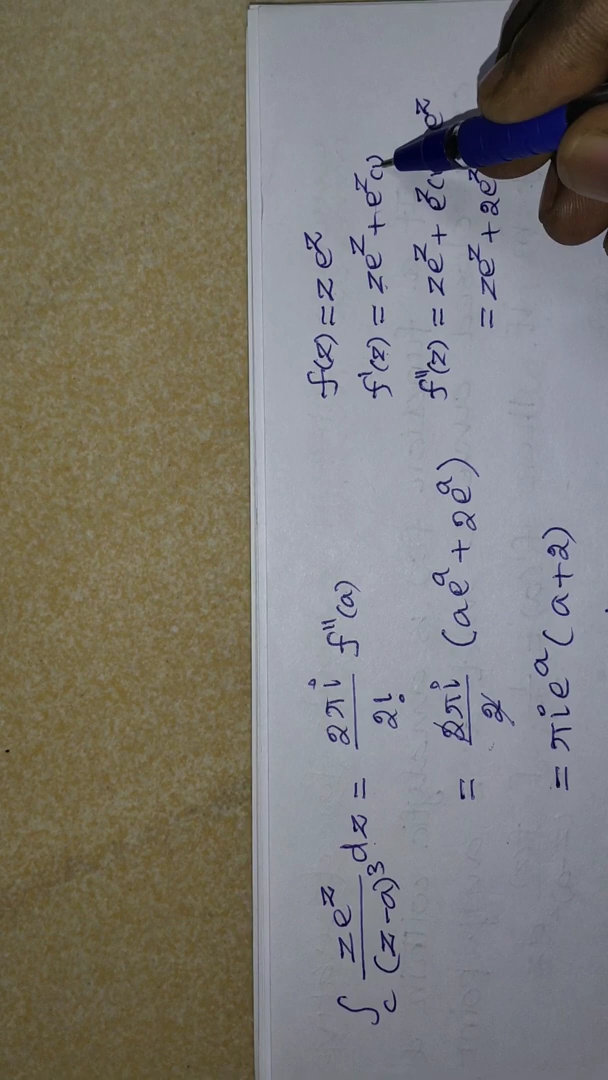 ∫_C ze^z/(z-a)^3 dz = 2πi/2! f''(a)
= 2πi/2 (ae^a + 2e^a)
= πie^a(a+2)
f(z) = ze^z
f'(z) = ze^z + e^z(1)
f''(z) = ze^z + e^z( e^z
= ze^z + 2e^z